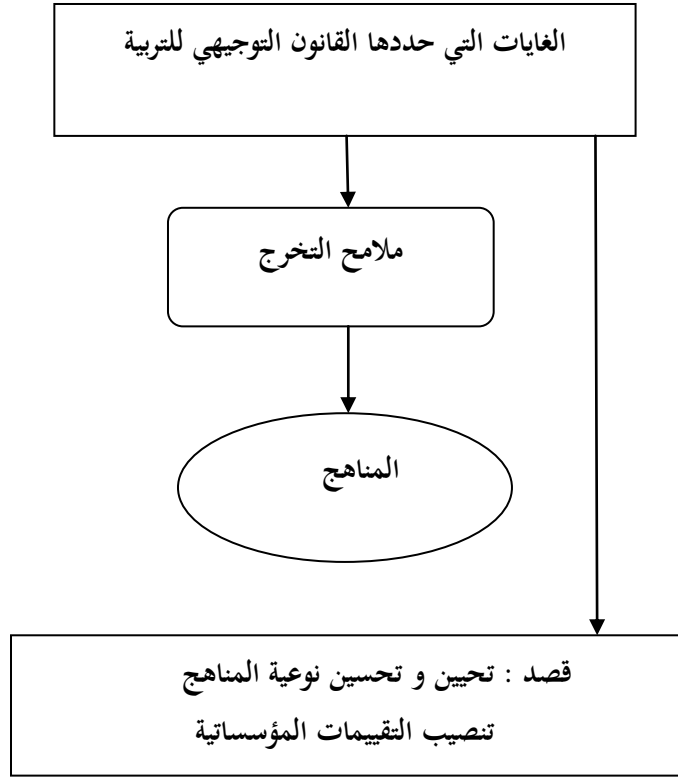 الغايات التي حددها القانون التوجيهي للتربية
ملامح التخرج
المناهج
قصد : تحيين و تحسين نوعية المناهج
تنصيب التقييمات المؤسساتية